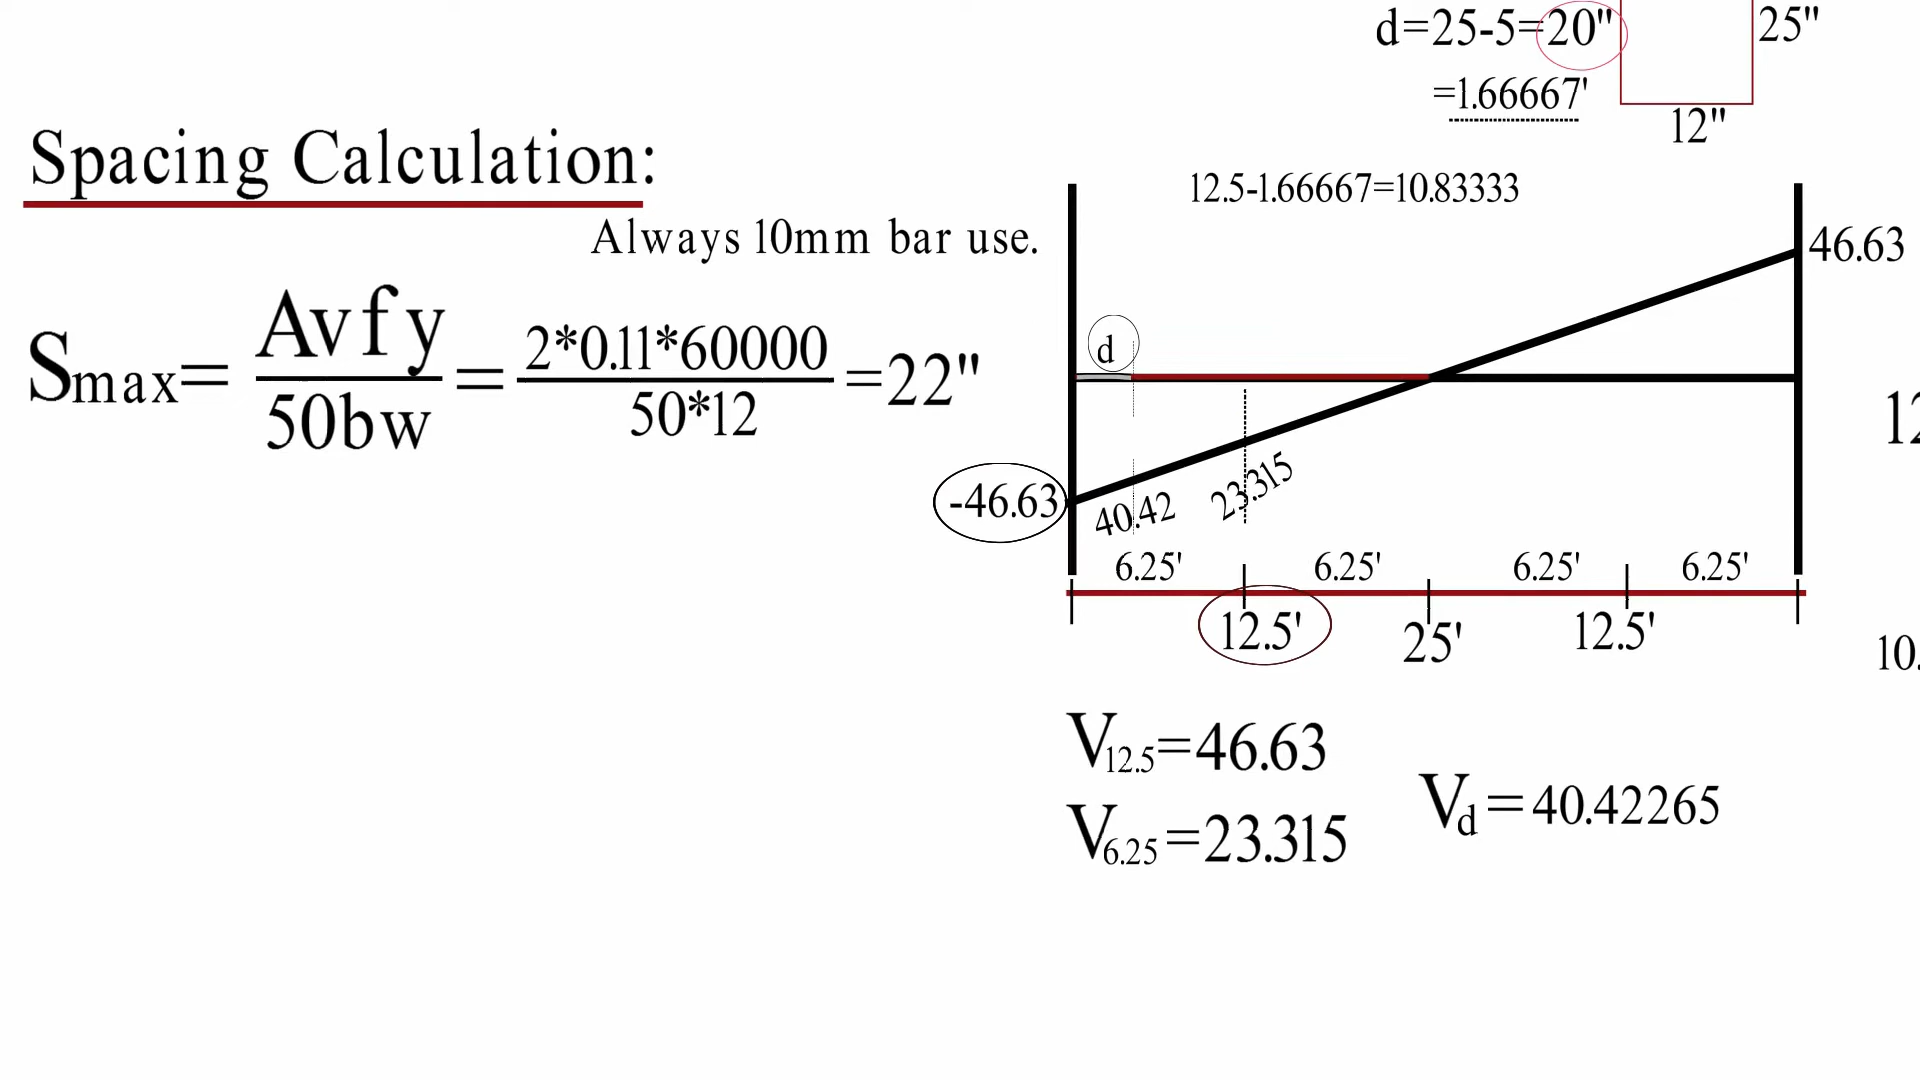 d=25-5=20"
25"
=1.66667'
12"
Spacing Calculation:
12.5-1.66667=10.83333
Always 10mm bar use.
46.63
Smax= Avfy/50bw = 2*0.11*60000/50*12 =22"
d
12
-46.63
40.42
23.315
6.25' 6.25' 6.25' 6.25'
12.5' 25' 12.5'
10.
V12.5=46.63
Vd=40.42265
V6.25=23.315